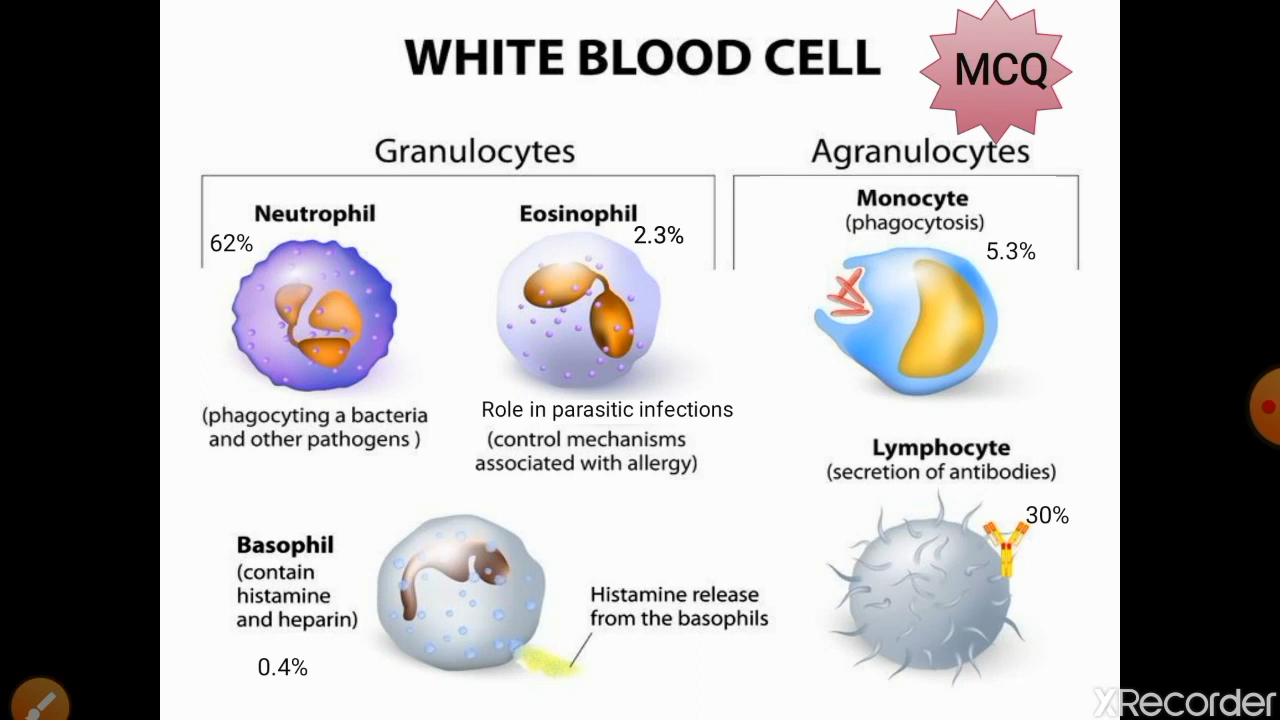 WHITE BLOOD CELL
MCQ
Granulocytes
Agranulocytes
Neutrophil
62%
(phagocyting a bacteria
and other pathogens )
Eosinophil
2.3%
Role in parasitic infections
(control mechanisms
associated with allergy)
Monocyte
(phagocytosis)
5.3%
Lymphocyte
(secretion of antibodies)
30%
Basophil
(contain
histamine
and heparin)
0.4%
Histamine release
from the basophils
XRecorder